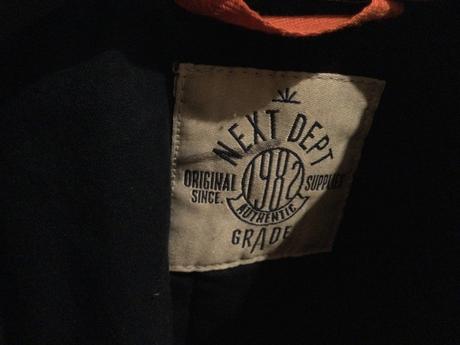 NEXT DEPT
ORIGINAL 1982 SUPPLIES
SINCE.
AUTHENTIC
GRADE